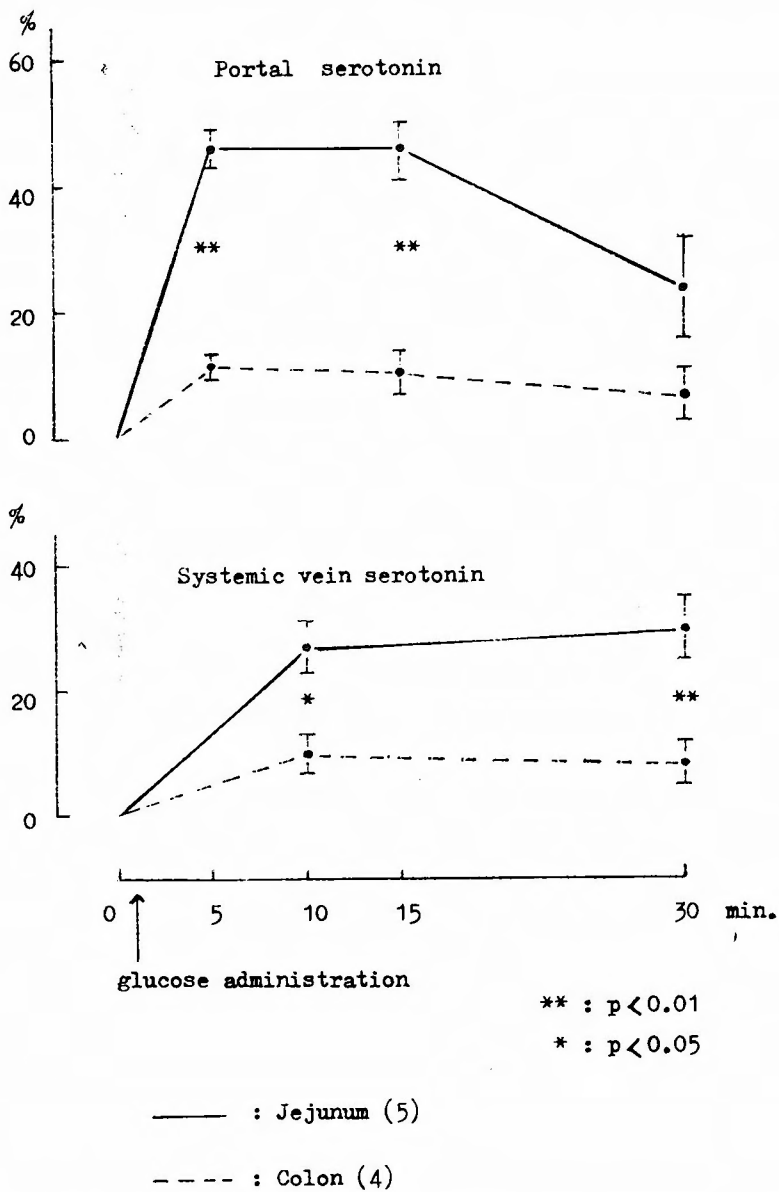 %
60
Portal serotonin
40
**
**
20
0
%
40
Systemic vein serotonin
20
*
**
0
0 5 10 15 30 min.
glucose administration
** : p<0.01
* : p<0.05
: Jejunum (5)
: Colon (4)